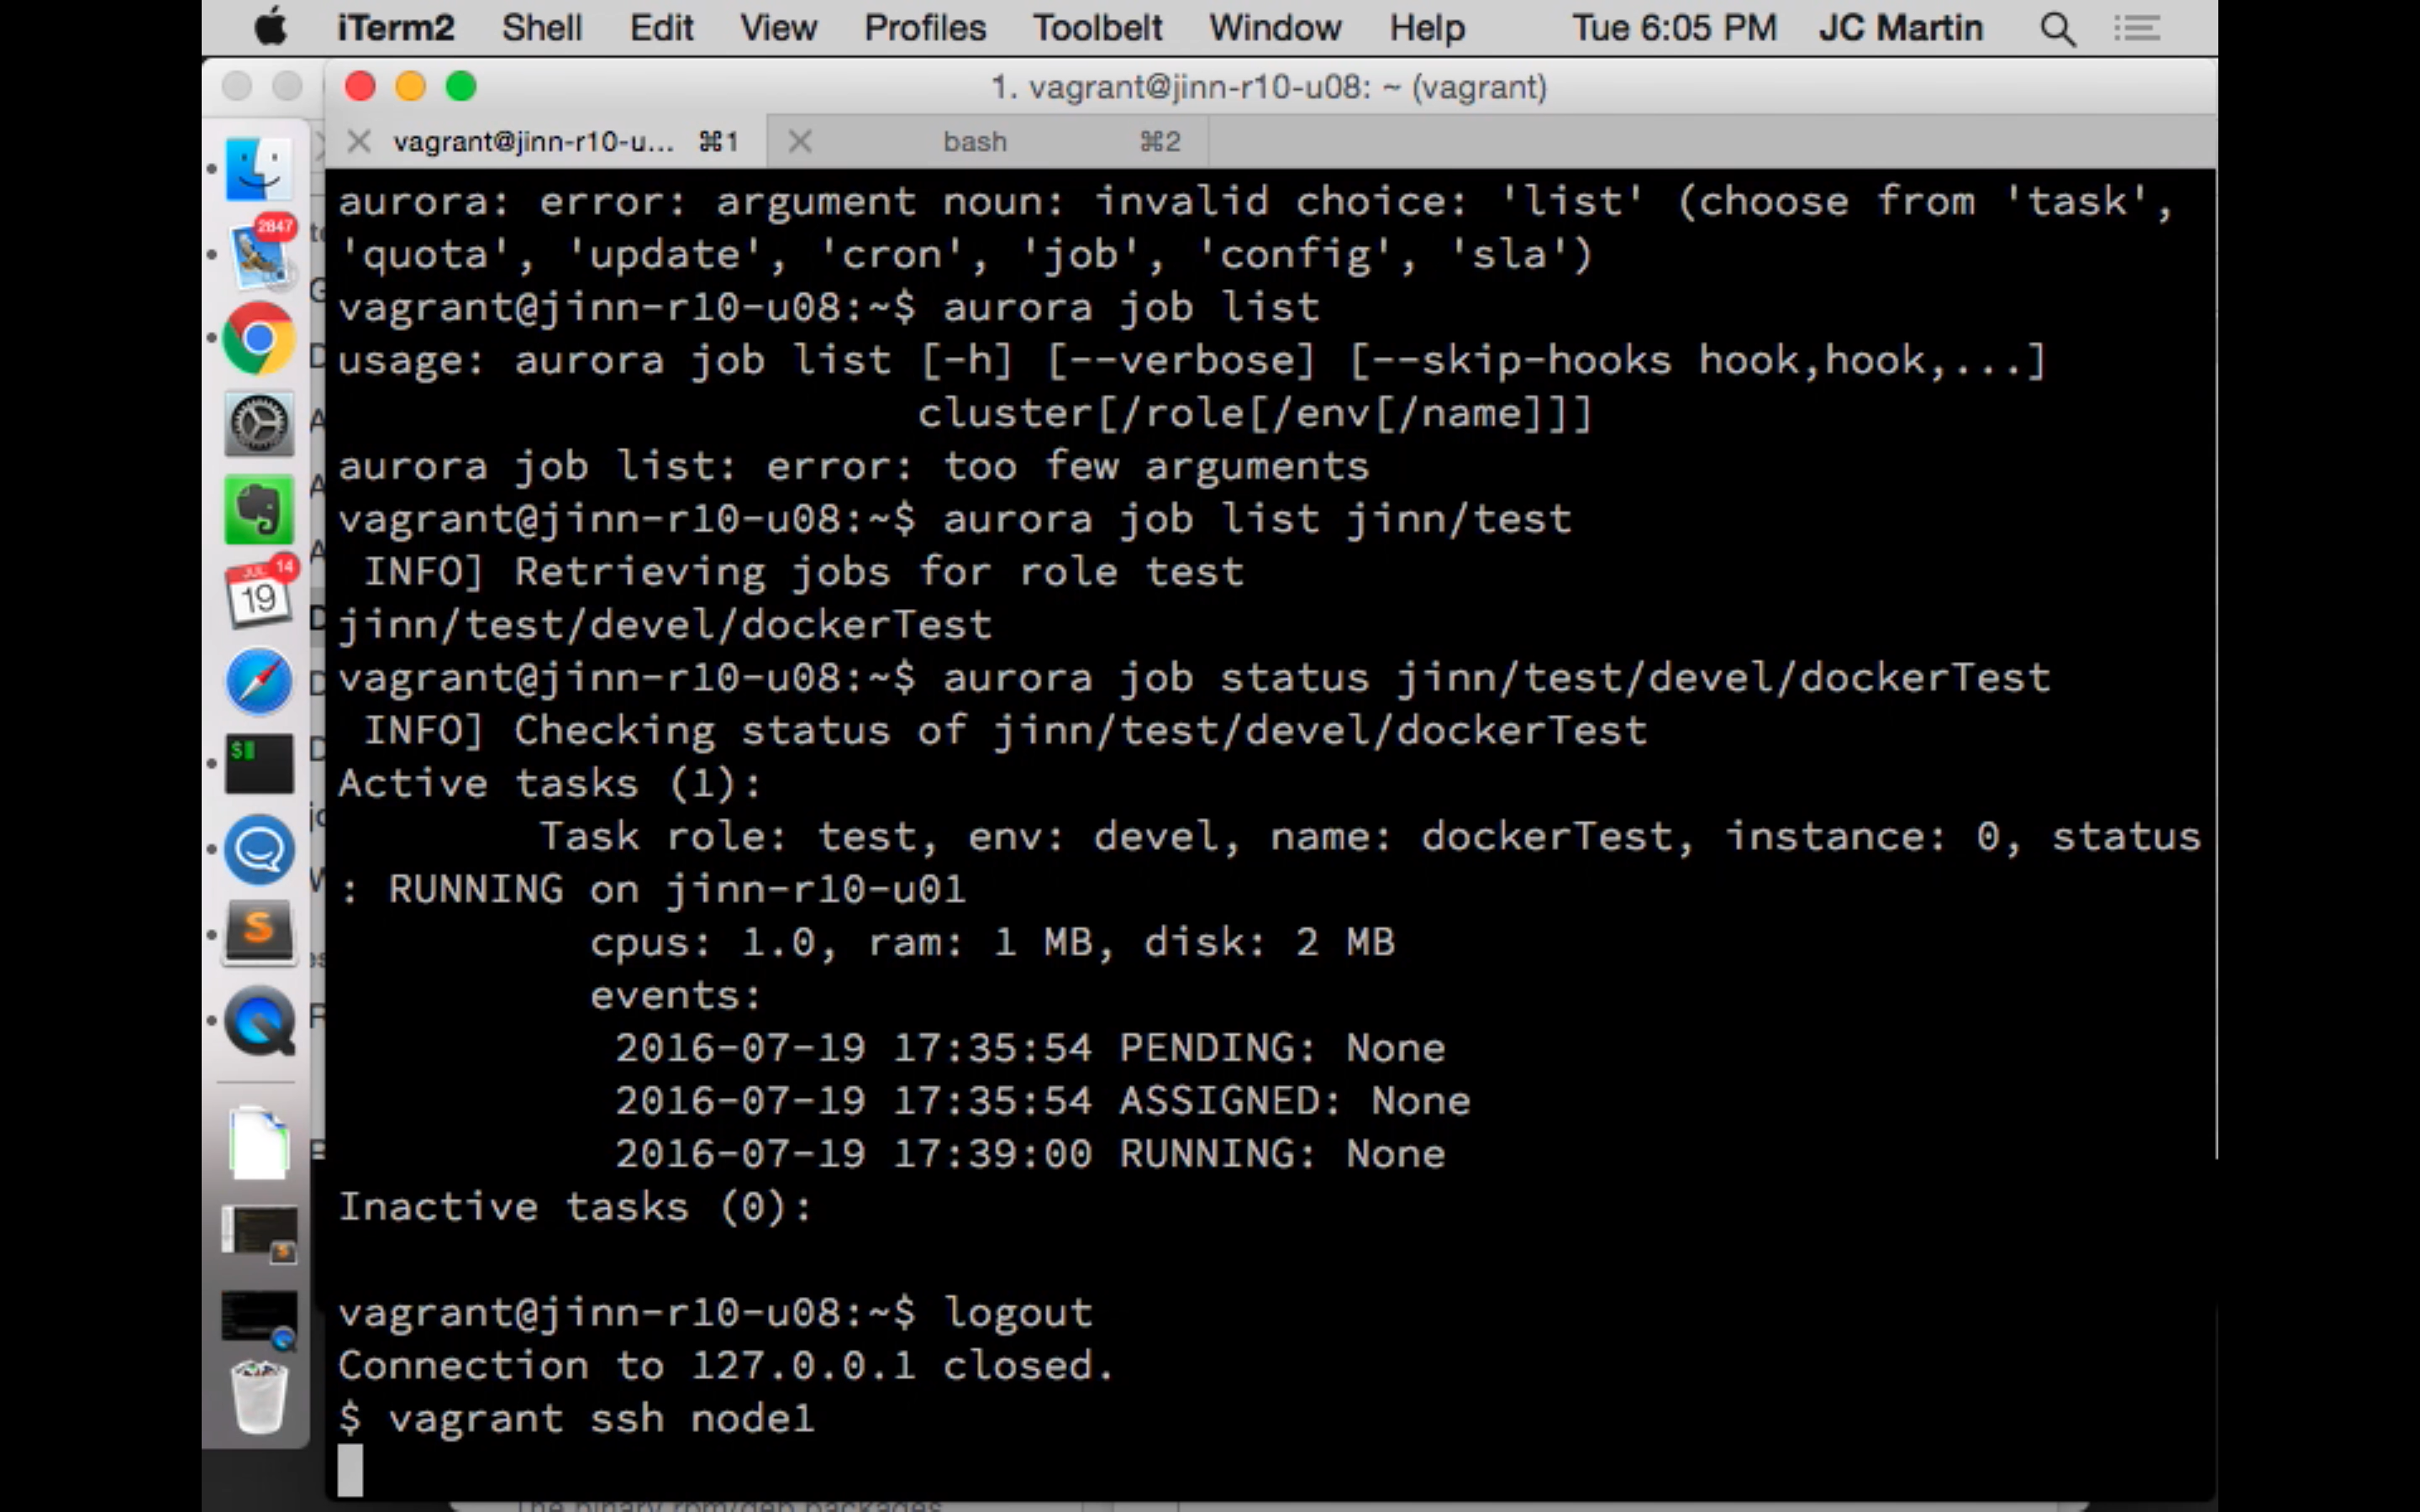 iTerm2 Shell Edit View Profiles Toolbelt Window Help Tue 6:05 PM JC Martin
1. vagrant@jinn-r10-u08: ~ (vagrant)
vagrant@jinn-r10-u... ⌘1 bash ⌘2
aurora: error: argument noun: invalid choice: 'list' (choose from 'task',
'quota', 'update', 'cron', 'job', 'config', 'sla')
vagrant@jinn-r10-u08:~$ aurora job list
usage: aurora job list [-h] [--verbose] [--skip-hooks hook,hook,...]
cluster[/role[/env[/name]]]
aurora job list: error: too few arguments
vagrant@jinn-r10-u08:~$ aurora job list jinn/test
INFO] Retrieving jobs for role test
jinn/test/devel/dockerTest
vagrant@jinn-r10-u08:~$ aurora job status jinn/test/devel/dockerTest
INFO] Checking status of jinn/test/devel/dockerTest
Active tasks (1):
Task role: test, env: devel, name: dockerTest, instance: 0, status
: RUNNING on jinn-r10-u01
cpus: 1.0, ram: 1 MB, disk: 2 MB
events:
2016-07-19 17:35:54 PENDING: None
2016-07-19 17:35:54 ASSIGNED: None
2016-07-19 17:39:00 RUNNING: None
Inactive tasks (0):
vagrant@jinn-r10-u08:~$ logout
Connection to 127.0.0.1 closed.
$ vagrant ssh node1
2847
JUL 14
19
$
S
The binary rpm/deb packages